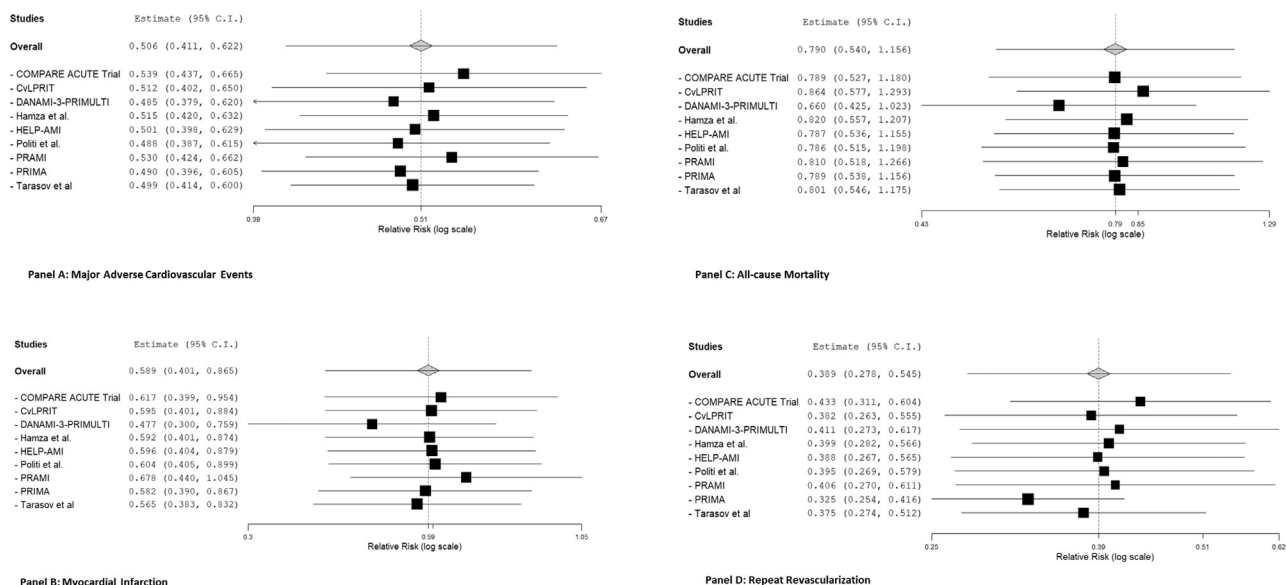 Studies Estimate (95% C.I.)
Overall 0.506 (0.411, 0.622)
- COMPARE ACUTE Trial 0.539 (0.437, 0.665)
- CvLPRIT 0.512 (0.402, 0.650)
- DANAMI-3-PRIMULTI 0.485 (0.379, 0.620)
- Hamza et al. 0.515 (0.420, 0.632)
- HELP-AMI 0.501 (0.398, 0.629)
- Politi et al. 0.488 (0.387, 0.615)
- PRAMI 0.530 (0.424, 0.662)
- PRIMA 0.490 (0.396, 0.605)
- Tarasov et al 0.499 (0.414, 0.600)
0.39 0.51 0.67
Relative Risk (log scale)
Panel A: Major Adverse Cardiovascular Events
Studies Estimate (95% C.I.)
Overall 0.790 (0.540, 1.156)
- COMPARE ACUTE Trial 0.789 (0.527, 1.180)
- CvLPRIT 0.864 (0.577, 1.293)
- DANAMI-3-PRIMULTI 0.660 (0.425, 1.023)
- Hamza et al. 0.820 (0.557, 1.207)
- HELP-AMI 0.787 (0.536, 1.155)
- Politi et al. 0.786 (0.515, 1.198)
- PRAMI 0.810 (0.518, 1.266)
- PRIMA 0.789 (0.538, 1.156)
- Tarasov et al 0.801 (0.546, 1.175)
0.43 0.79 0.85 1.29
Relative Risk (log scale)
Panel C: All-cause Mortality
Studies Estimate (95% C.I.)
Overall 0.589 (0.401, 0.865)
- COMPARE ACUTE Trial 0.617 (0.399, 0.954)
- CvLPRIT 0.595 (0.401, 0.884)
- DANAMI-3-PRIMULTI 0.477 (0.300, 0.759)
- Hamza et al. 0.592 (0.401, 0.874)
- HELP-AMI 0.596 (0.404, 0.879)
- Politi et al. 0.604 (0.405, 0.899)
- PRAMI 0.678 (0.440, 1.045)
- PRIMA 0.582 (0.390, 0.867)
- Tarasov et al 0.565 (0.383, 0.832)
0.3 0.59 1.05
Relative Risk (log scale)
Panel B: Myocardial Infarction
Studies Estimate (95% C.I.)
Overall 0.389 (0.278, 0.545)
- COMPARE ACUTE Trial 0.433 (0.311, 0.604)
- CvLPRIT 0.382 (0.263, 0.555)
- DANAMI-3-PRIMULTI 0.411 (0.273, 0.617)
- Hamza et al. 0.399 (0.282, 0.566)
- HELP-AMI 0.388 (0.267, 0.565)
- Politi et al. 0.395 (0.269, 0.579)
- PRAMI 0.406 (0.270, 0.611)
- PRIMA 0.325 (0.254, 0.416)
- Tarasov et al 0.375 (0.274, 0.512)
0.25 0.39 0.51 0.62
Relative Risk (log scale)
Panel D: Repeat Revascularization